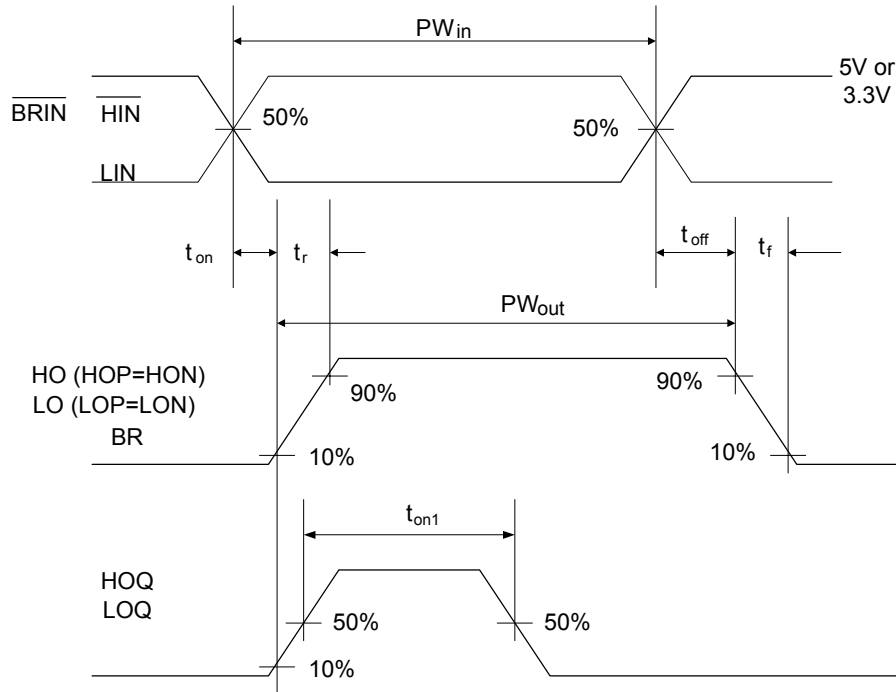 PWin
5V or
3.3V
BRIN HIN
50%
50%
LIN
ton
tr
toff
tf
PWout
HO (HOP=HON)
LO (LOP=LON)
BR
90%
90%
10%
10%
ton1
HOQ
LOQ
50%
50%
10%